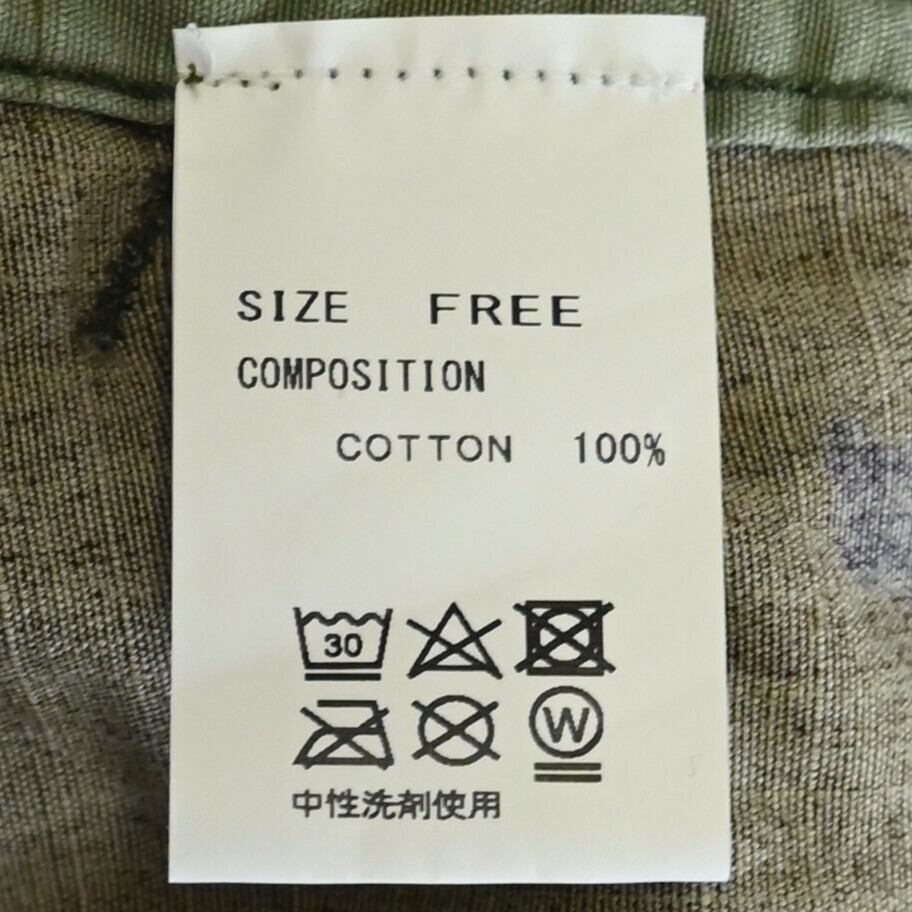 SIZE FREE
COMPOSITION
COTTON 100%
30
W
中性洗剤使用